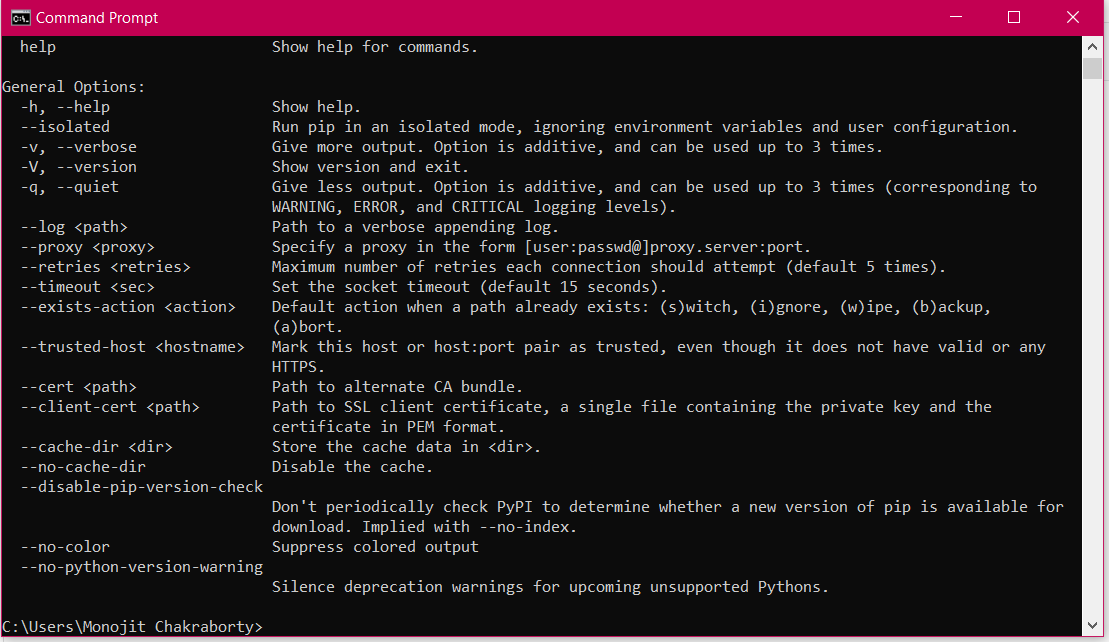 Command Prompt
help                        Show help for commands.
General Options:
-h, --help                  Show help.
--isolated                  Run pip in an isolated mode, ignoring environment variables and user configuration.
-v, --verbose               Give more output. Option is additive, and can be used up to 3 times.
-V, --version               Show version and exit.
-q, --quiet                 Give less output. Option is additive, and can be used up to 3 times (corresponding to
WARNING, ERROR, and CRITICAL logging levels).
--log <path>                Path to a verbose appending log.
--proxy <proxy>             Specify a proxy in the form [user:passwd@]proxy.server:port.
--retries <retries>         Maximum number of retries each connection should attempt (default 5 times).
--timeout <sec>             Set the socket timeout (default 15 seconds).
--exists-action <action>    Default action when a path already exists: (s)witch, (i)gnore, (w)ipe, (b)ackup,
(a)bort.
--trusted-host <hostname>   Mark this host or host:port pair as trusted, even though it does not have valid or any
HTTPS.
--cert <path>               Path to alternate CA bundle.
--client-cert <path>        Path to SSL client certificate, a single file containing the private key and the
certificate in PEM format.
--cache-dir <dir>           Store the cache data in <dir>.
--no-cache-dir              Disable the cache.
--disable-pip-version-check
Don't periodically check PyPI to determine whether a new version of pip is available for
download. Implied with --no-index.
--no-color                  Suppress colored output
--no-python-version-warning
Silence deprecation warnings for upcoming unsupported Pythons.
C:\Users\Monojit Chakraborty>